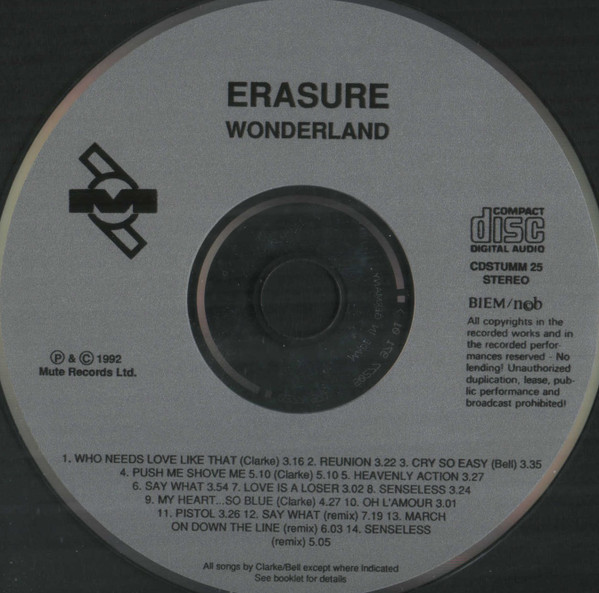 ERASURE
WONDERLAND
M
COMPACT
disc
DIGITAL AUDIO
CDSTUMM 25
STEREO
BIEM/n©b
All copyrights in the
recorded works and in
the recorded perfor-
mances reserved - No
lending! Unauthorized
duplication, lease, pub-
lic performance and
broadcast prohibited!
Ⓟ & © 1992
Mute Records Ltd.
1. WHO NEEDS LOVE LIKE THAT (Clarke) 3.16 2. REUNION 3.22 3. CRY SO EASY (Bell) 3.35
4. PUSH ME SHOVE ME 5.10 (Clarke) 5.10 5. HEAVENLY ACTION 3.27
6. SAY WHAT 3.54 7. LOVE IS A LOSER 3.02 8. SENSELESS 3.24
9. MY HEART...SO BLUE (Clarke) 4.27 10. OH L'AMOUR 3.01
11. PISTOL 3.26 12. SAY WHAT (remix) 7.19 13. MARCH
ON DOWN THE LINE (remix) 6.03 14. SENSELESS
(remix) 5.05
All songs by Clarke/Bell except where indicated
See booklet for details